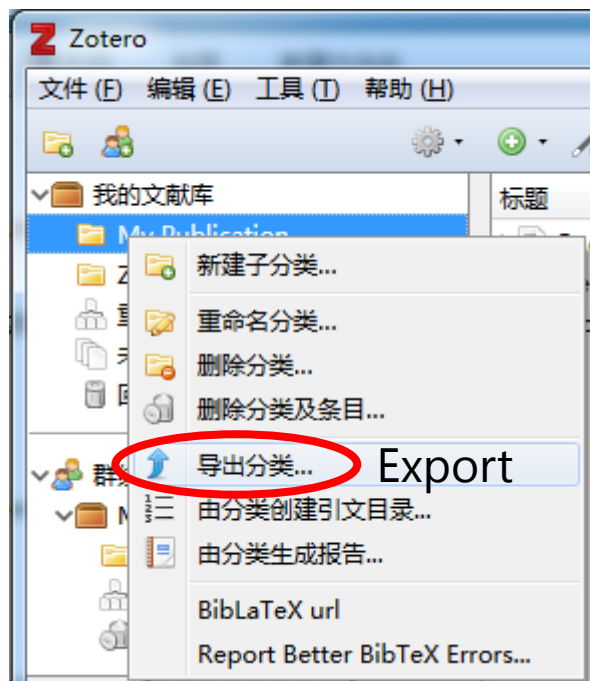 Zotero
文件 (F) 编辑 (E) 工具 (T) 帮助 (H)
我的文献库
标题
My Publication
新建子分类...
重命名分类...
删除分类...
删除分类及条目...
导出分类... Export
由分类创建引文目录...
由分类生成报告...
BibLaTeX url
Report Better BibTeX Errors...